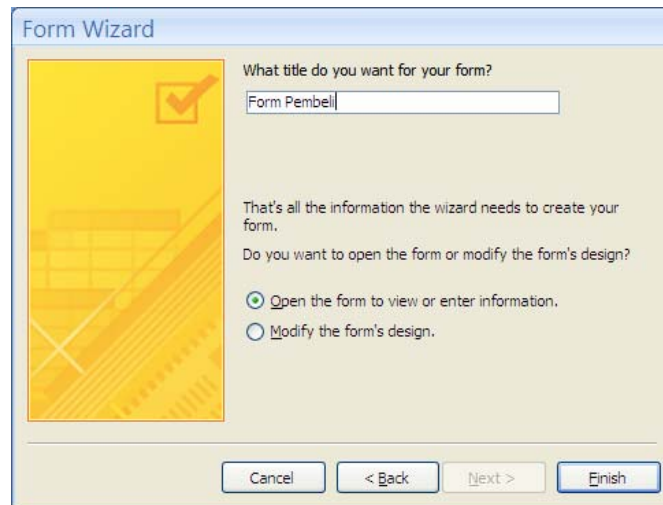 Form Wizard
What title do you want for your form?
Form Pembeli
That's all the information the wizard needs to create your
form.
Do you want to open the form or modify the form's design?
Open the form to view or enter information.
Modify the form's design.
Cancel
< Back
Next >
Finish